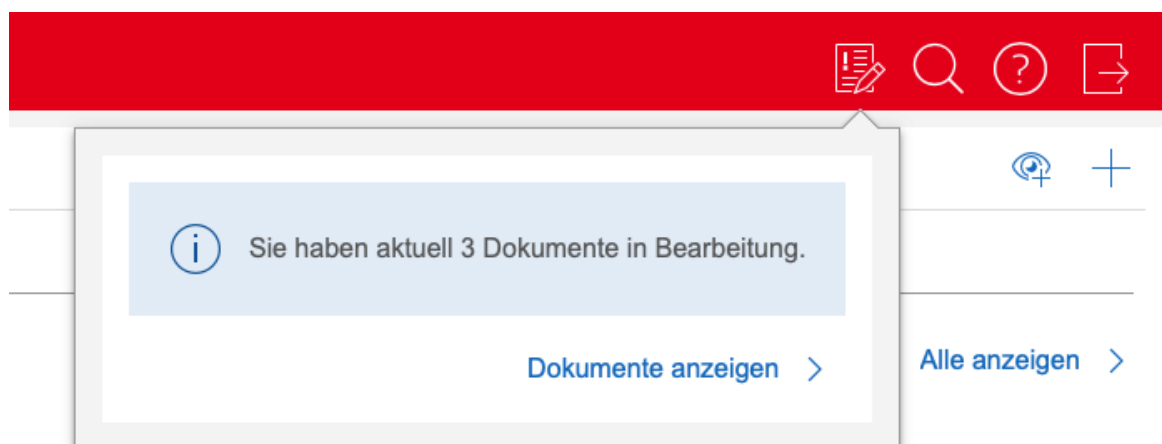 Sie haben aktuell 3 Dokumente in Bearbeitung.
Dokumente anzeigen
Alle anzeigen